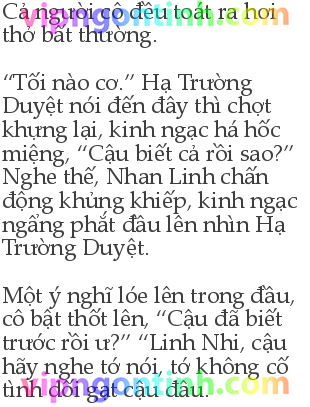 Cả người cô đều toát ra hơi
thở bất thường.
“Tối nào cơ.” Hạ Trường
Duyệt nói đến đây thì chợt
khựng lại, kinh ngạc há hốc
miệng, “Cậu biết cả rồi sao?”
Nghe thế, Nhan Linh chấn
động khủng khiếp, kinh ngạc
ngẩng phắt đầu lên nhìn Hạ
Trường Duyệt.
Một ý nghĩ lóe lên trong đầu,
cô bật thốt lên, “Cậu đã biết
trước rồi ư?” “Linh Nhi, cậu
hãy nghe tớ nói, tớ không cố
tình dối gạt cậu đâu.
vipngontinh.com
vipngontinh.com